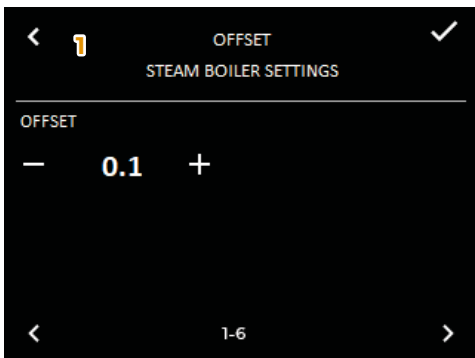 1 OFFSET
STEAM BOILER SETTINGS
OFFSET
− 0.1 +
1-6